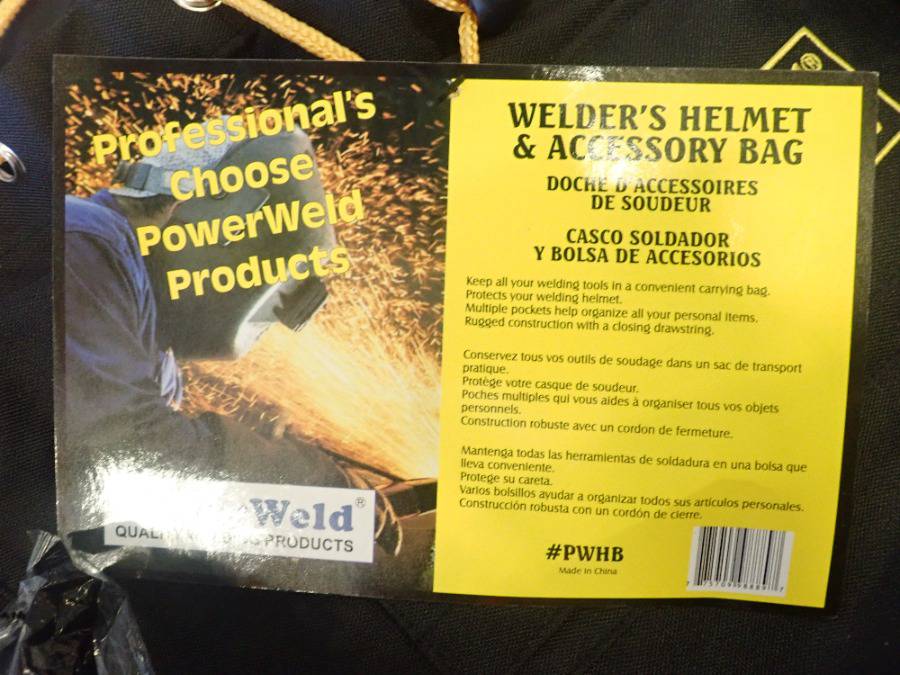 Professional's
Choose
PowerWeld
Products
Weld®
QUALITY WELDING PRODUCTS
WELDER'S HELMET
& ACCESSORY BAG
DOCHE D'ACCESSOIRES
DE SOUDEUR
CASCO SOLDADOR
Y BOLSA DE ACCESORIOS
Keep all your welding tools in a convenient carrying bag.
Protects your welding helmet.
Multiple pockets help organize all your personal items.
Rugged construction with a closing drawstring.
Conservez tous vos outils de soudage dans un sac de transport
pratique.
Protège votre casque de soudeur.
Poches multiples qui vous aides à organiser tous vos objets
personnels.
Construction robuste avec un cordon de fermeture.
Mantenga todas las herramientas de soldadura en una bolsa que
lleva conveniente.
Protege su careta.
Varios bolsillos ayudar a organizar todos sus artículos personales.
Construcción robusta con un cordón de cierre.
#PWHB
Made In China
®